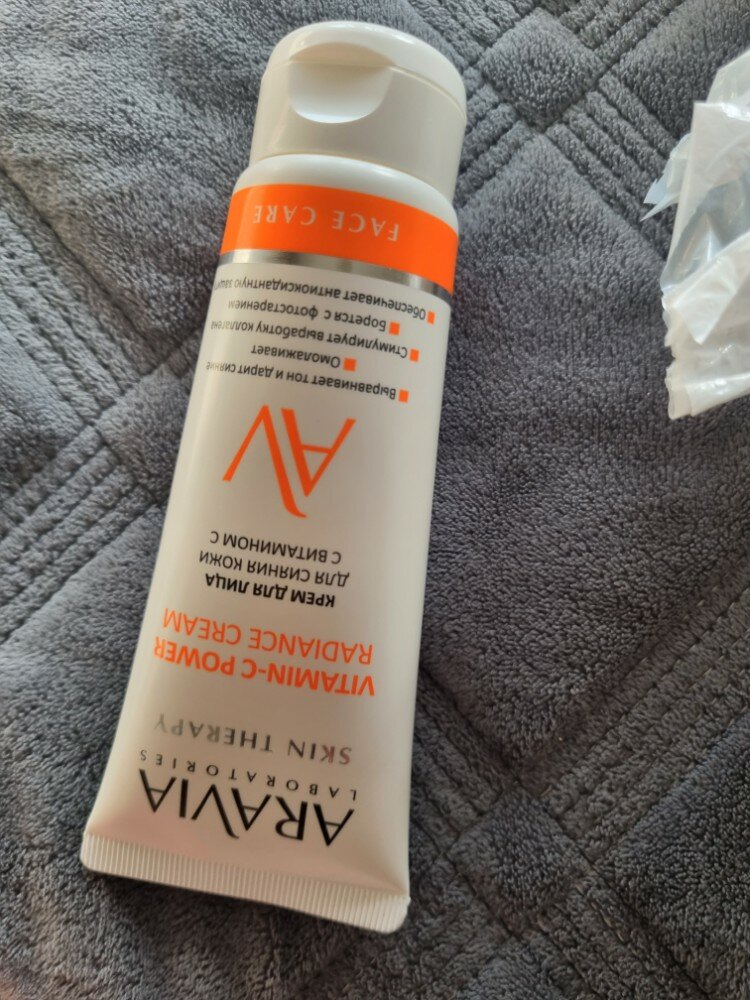 ARAVIA
LABORATORIES
SKIN THERAPY
VITAMIN-C POWER
RADIANCE CREAM
КРЕМ ДЛЯ ЛИЦА
ДЛЯ СИЯНИЯ КОЖИ
С ВИТАМИНОМ С
AV
Выравнивает тон и дарит сияние
Омолаживает
Стимулирует выработку коллагена
Борется с фотостарением
Обеспечивает антиоксидантную
FACE CARE